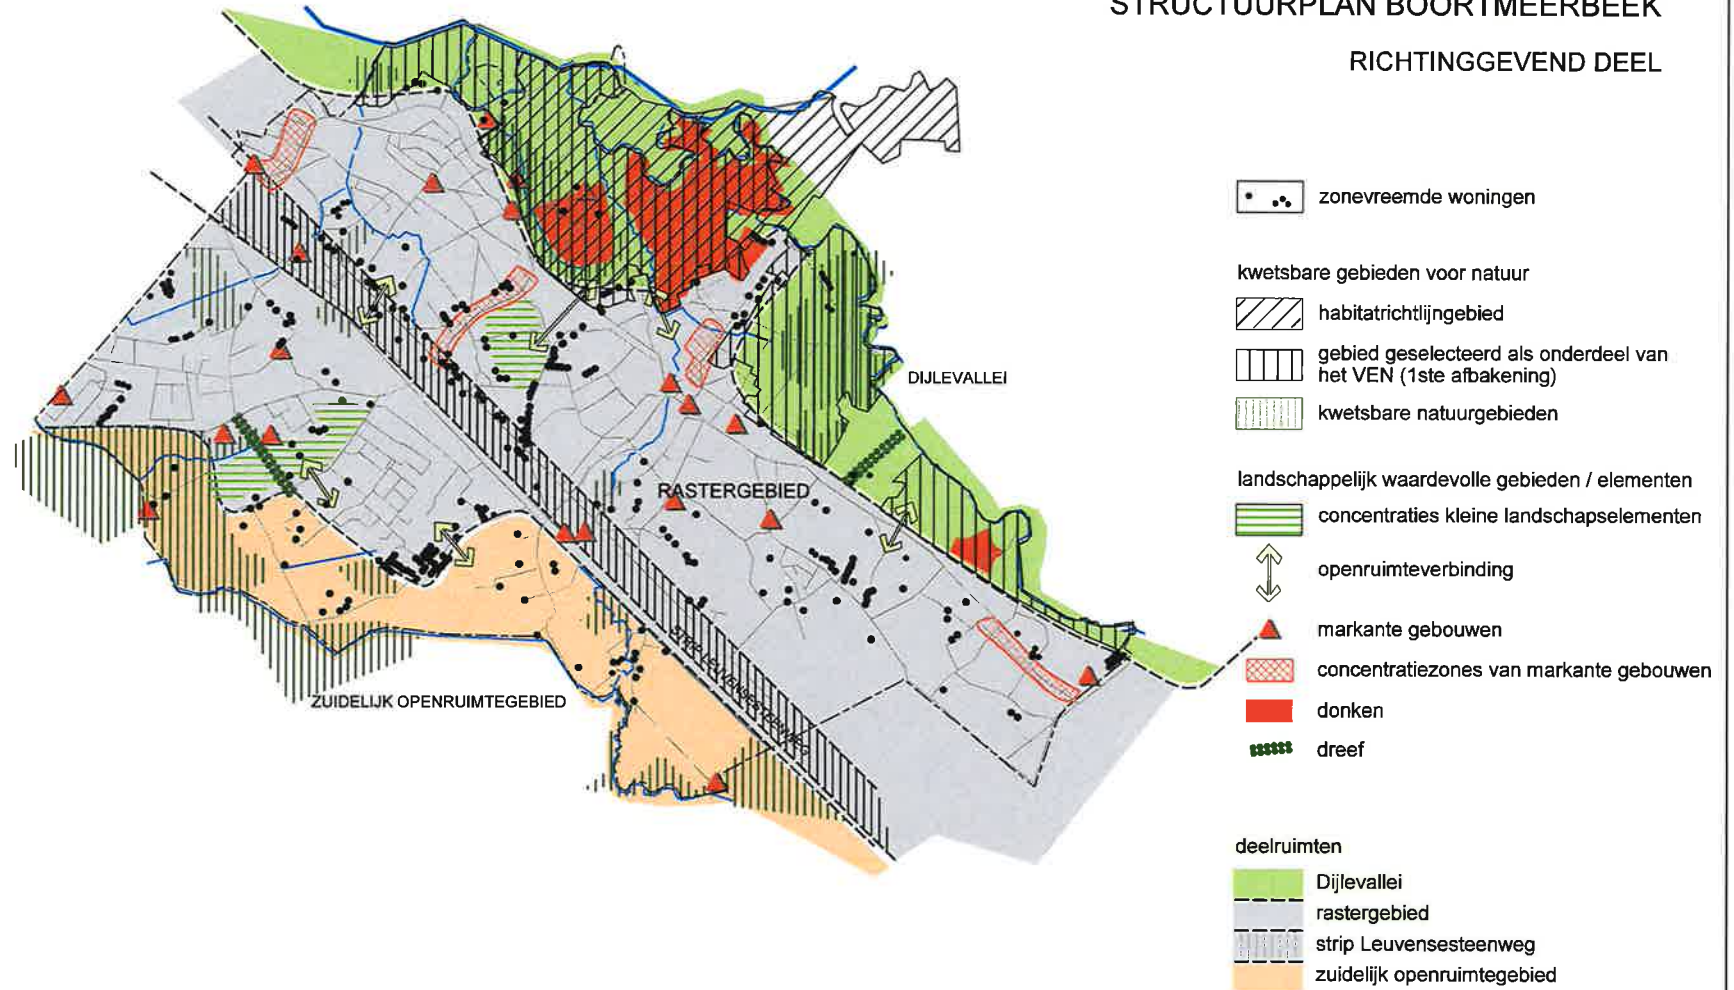 STRUCTUURPLAN BOORTMEERBEEK
RICHTINGGEVEND DEEL
zonevreemde woningen
kwetsbare gebieden voor natuur
habitatrichtlijngebied
gebied geselecteerd als onderdeel van
het VEN (1ste afbakening)
kwetsbare natuurgebieden
landschappelijk waardevolle gebieden / elementen
concentraties kleine landschapselementen
openruimteverbinding
markante gebouwen
concentratiezones van markante gebouwen
donken
dreef
deelruimten
Dijlevallei
rastergebied
strip Leuvensesteenweg
zuidelijk openruimtegebied
DIJLEVALLEI
RASTERGEBIED
STRIP LEUVENSESTEENWEG
ZUIDELIJK OPENRUIMTEGEBIED